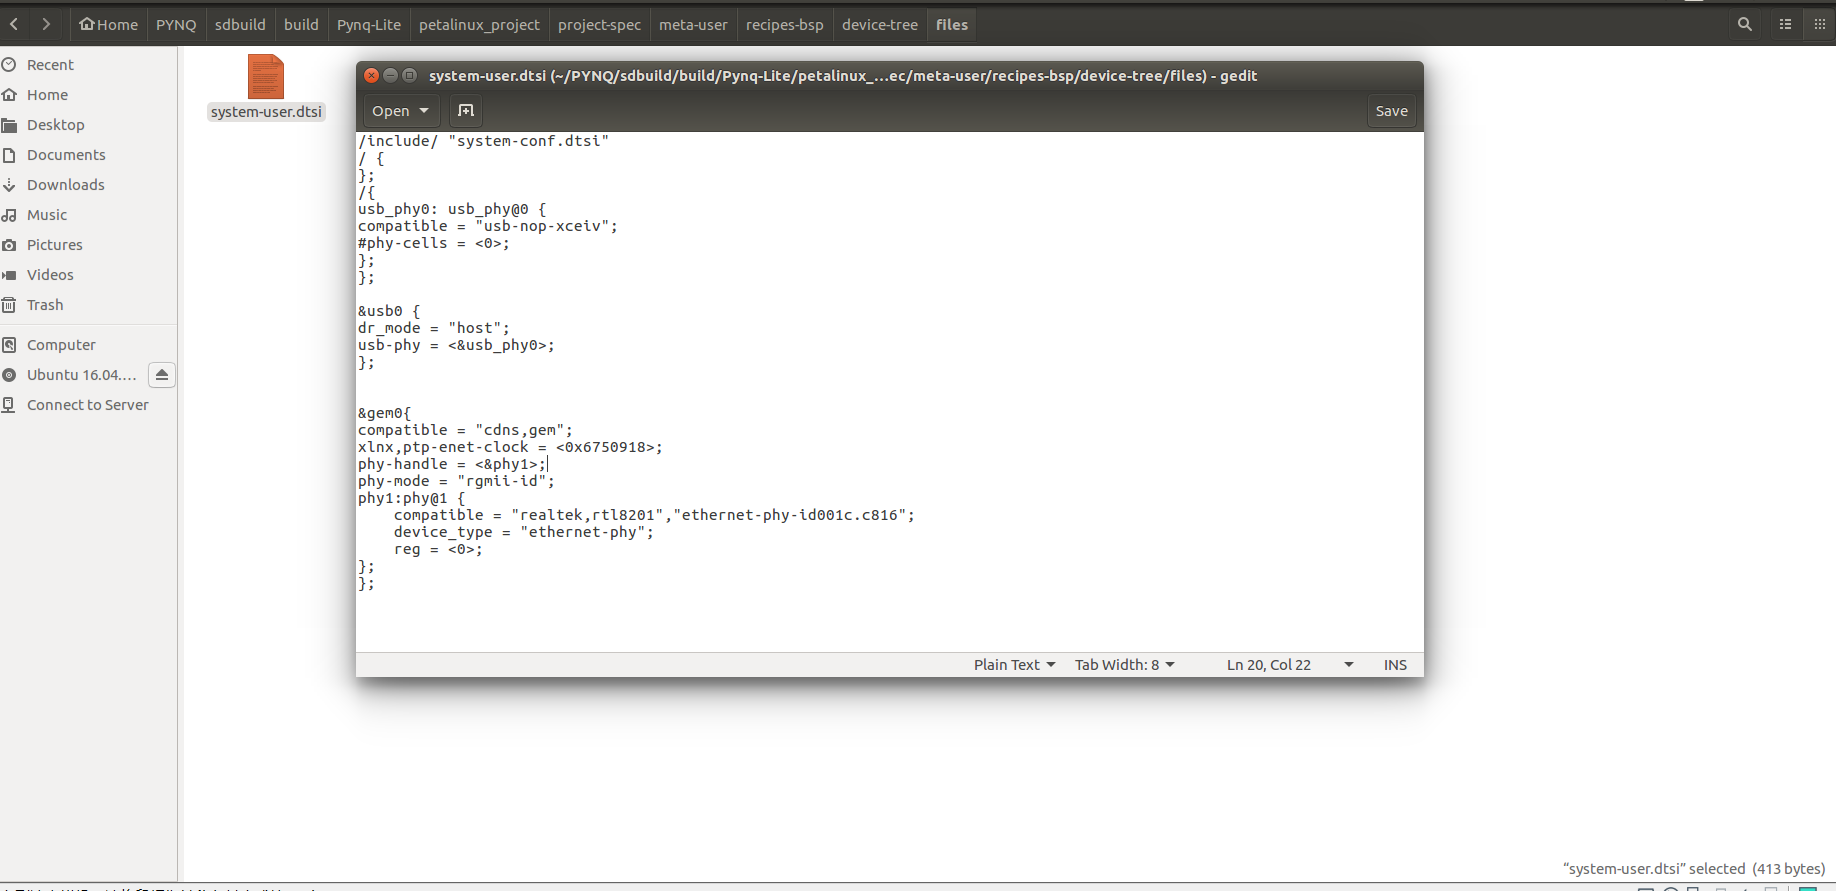 Home PYNQ sdbuild build Pynq-Lite petalinux_project project-spec meta-user recipes-bsp device-tree files
Recent
Home
Desktop
Documents
Downloads
Music
Pictures
Videos
Trash
Computer
Ubuntu 16.04....
Connect to Server
system-user.dtsi
system-user.dtsi (~/PYNQ/sdbuild/build/Pynq-Lite/petalinux_...ec/meta-user/recipes-bsp/device-tree/files) - gedit
Open Save
/include/ "system-conf.dtsi"
/ {
};
/{
usb_phy0: usb_phy@0 {
compatible = "usb-nop-xceiv";
#phy-cells = <0>;
};
};
&usb0 {
dr_mode = "host";
usb-phy = <&usb_phy0>;
};
&gem0{
compatible = "cdns,gem";
xlnx,ptp-enet-clock = <0x6750918>;
phy-handle = <&phy1>;
phy-mode = "rgmii-id";
phy1:phy@1 {
    compatible = "realtek,rtl8201","ethernet-phy-id001c.c816";
    device_type = "ethernet-phy";
    reg = <0>;
};
};
Plain Text Tab Width: 8 Ln 20, Col 22 INS
“system-user.dtsi” selected (413 bytes)